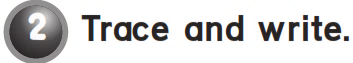 2 Trace and write.